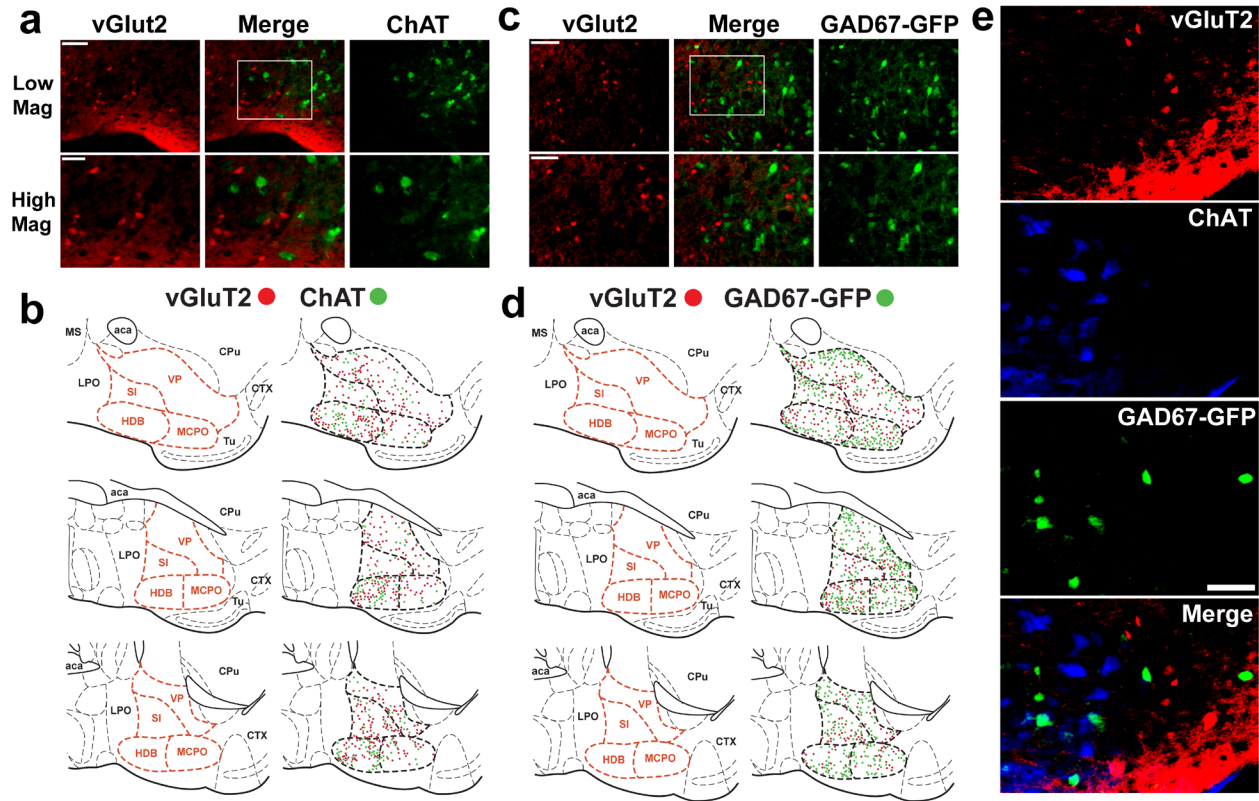 a
vGlut2 Merge ChAT
Low
Mag
High
Mag
c
vGlut2 Merge GAD67-GFP
b
vGluT2 ChAT
MS aca CPu
LPO VP CTX
SI
HDB MCPO Tu
aca CPu
LPO VP
SI
HDB MCPO CTX
Tu
aca CPu
LPO VP
SI
HDB MCPO CTX
d
vGluT2 GAD67-GFP
MS aca CPu
LPO VP CTX
SI
HDB MCPO Tu
aca CPu
LPO VP
SI
HDB MCPO CTX
Tu
aca CPu
LPO VP
SI
HDB MCPO CTX
e
vGluT2
ChAT
GAD67-GFP
Merge